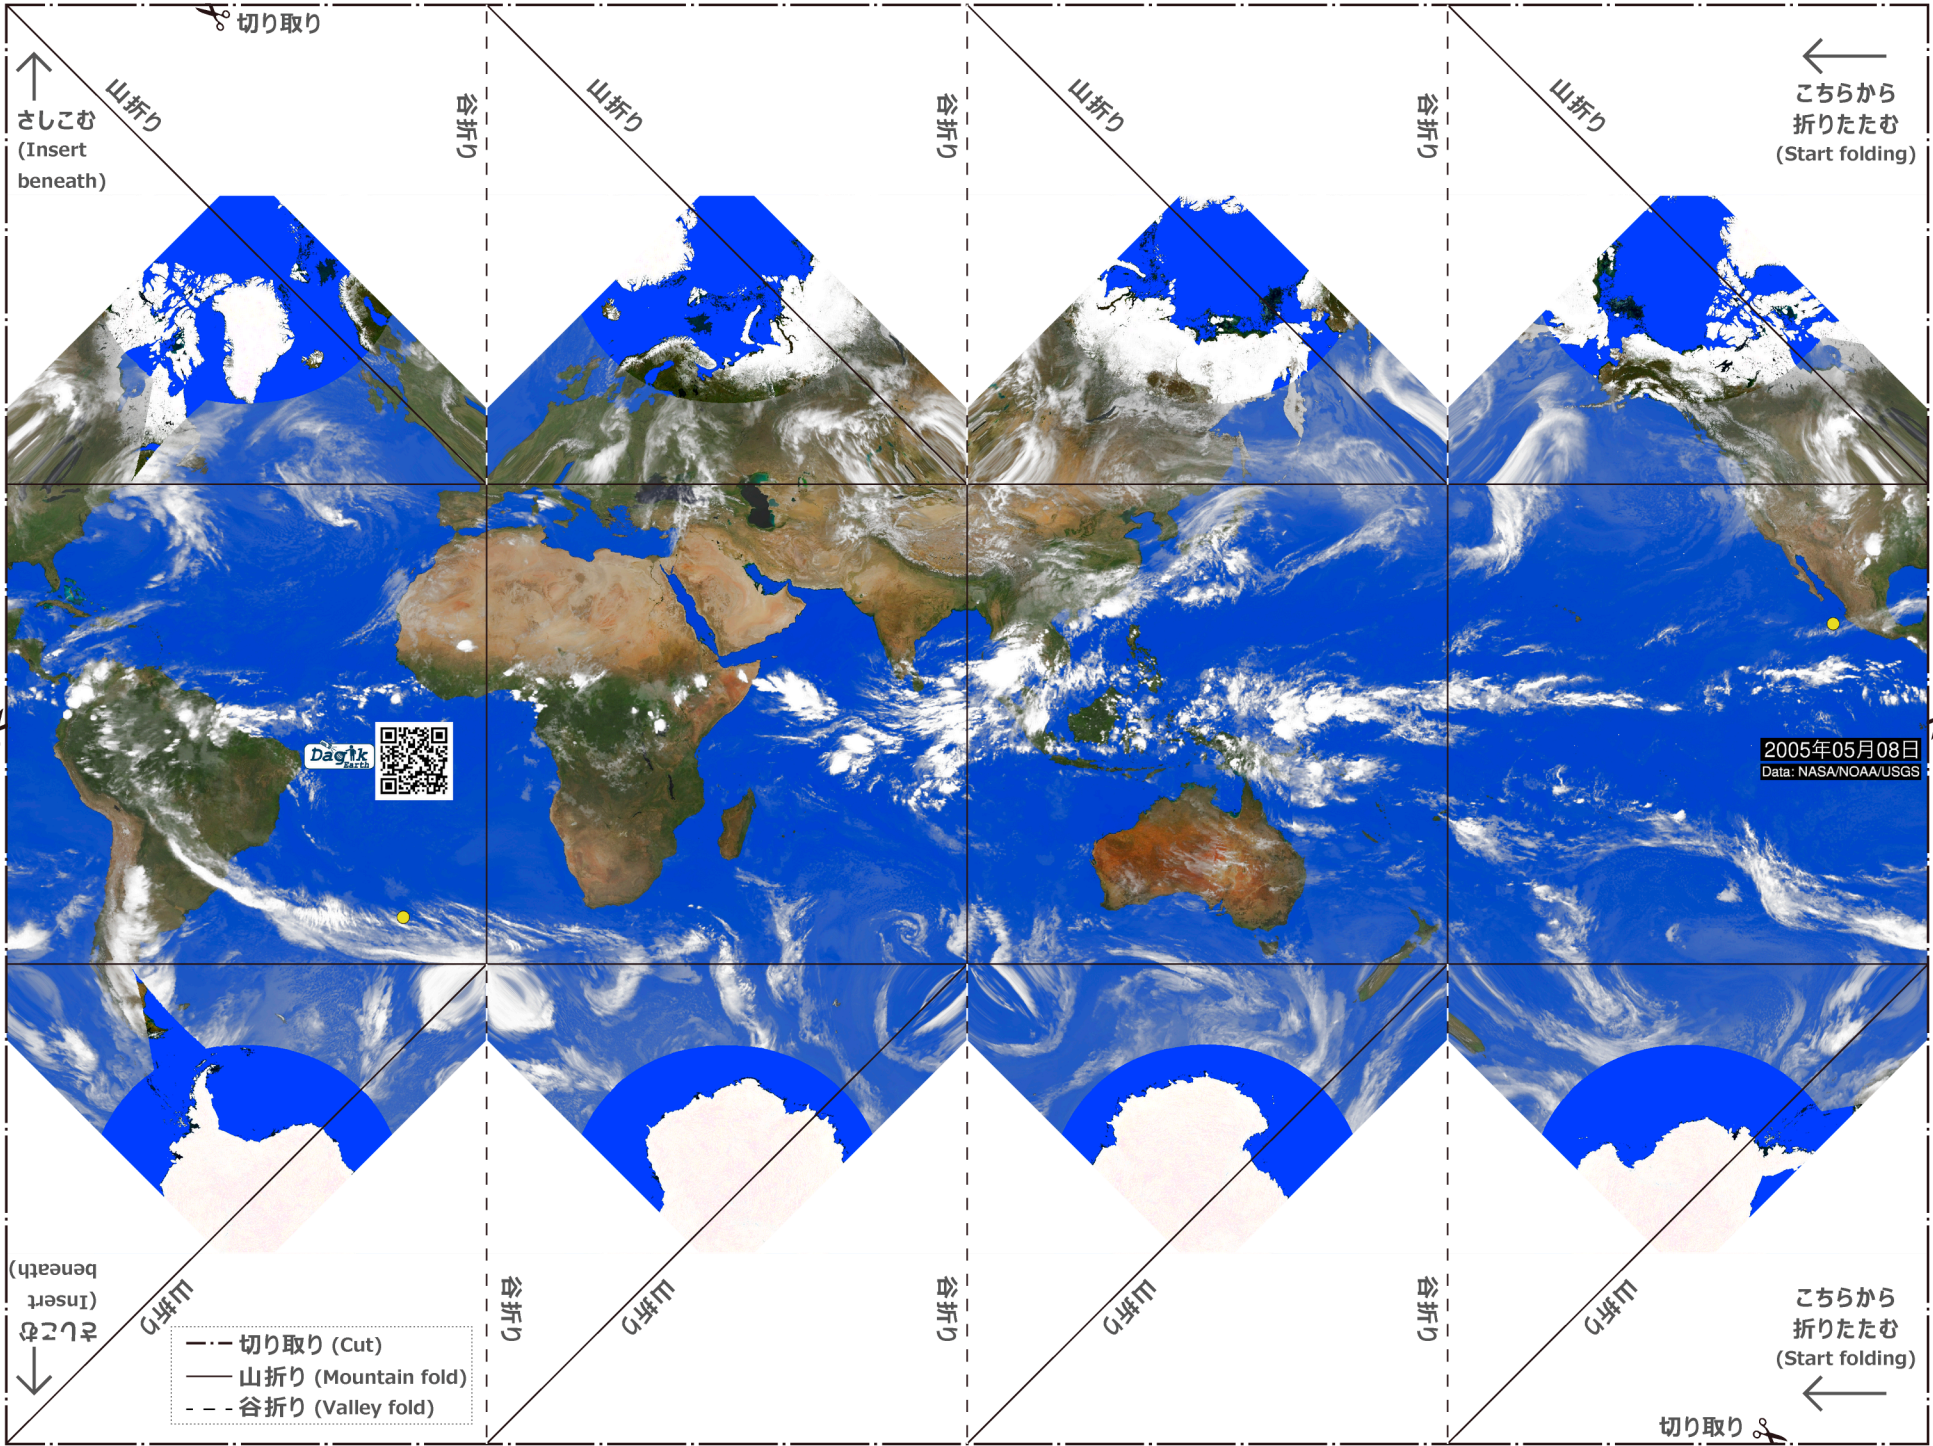 切り取り
山折り
谷折り
山折り
谷折り
山折り
谷折り
山折り
さしこむ
(Insert
beneath)
こちらから
折りたたむ
(Start folding)
Dagik
Earth
2005年05月08日
Data: NASA/NOAA/USGS
さしこむ
(Insert
beneath)
山折り
谷折り
山折り
谷折り
山折り
谷折り
山折り
切り取り (Cut)
山折り (Mountain fold)
谷折り (Valley fold)
こちらから
折りたたむ
(Start folding)
切り取り